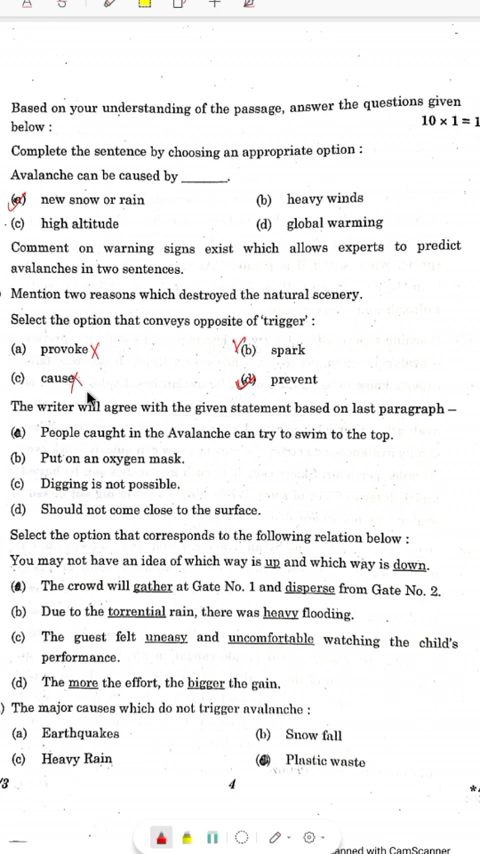 Based on your understanding of the passage, answer the questions given
below :
10 × 1 = 1
Complete the sentence by choosing an appropriate option :
Avalanche can be caused by ______.
(a) new snow or rain (b) heavy winds
(c) high altitude (d) global warming
Comment on warning signs exist which allows experts to predict
avalanches in two sentences.
Mention two reasons which destroyed the natural scenery.
Select the option that conveys opposite of 'trigger' :
(a) provoke (b) spark
(c) cause (d) prevent
The writer will agree with the given statement based on last paragraph –
(a) People caught in the Avalanche can try to swim to the top.
(b) Put on an oxygen mask.
(c) Digging is not possible.
(d) Should not come close to the surface.
Select the option that corresponds to the following relation below :
You may not have an idea of which way is up and which way is down.
(a) The crowd will gather at Gate No. 1 and disperse from Gate No. 2.
(b) Due to the torrential rain, there was heavy flooding.
(c) The guest felt uneasy and uncomfortable watching the child's
performance.
(d) The more the effort, the bigger the gain.
) The major causes which do not trigger avalanche :
(a) Earthquakes (b) Snow fall
(c) Heavy Rain (d) Plastic waste
/3 4 *
anned with CamScanner